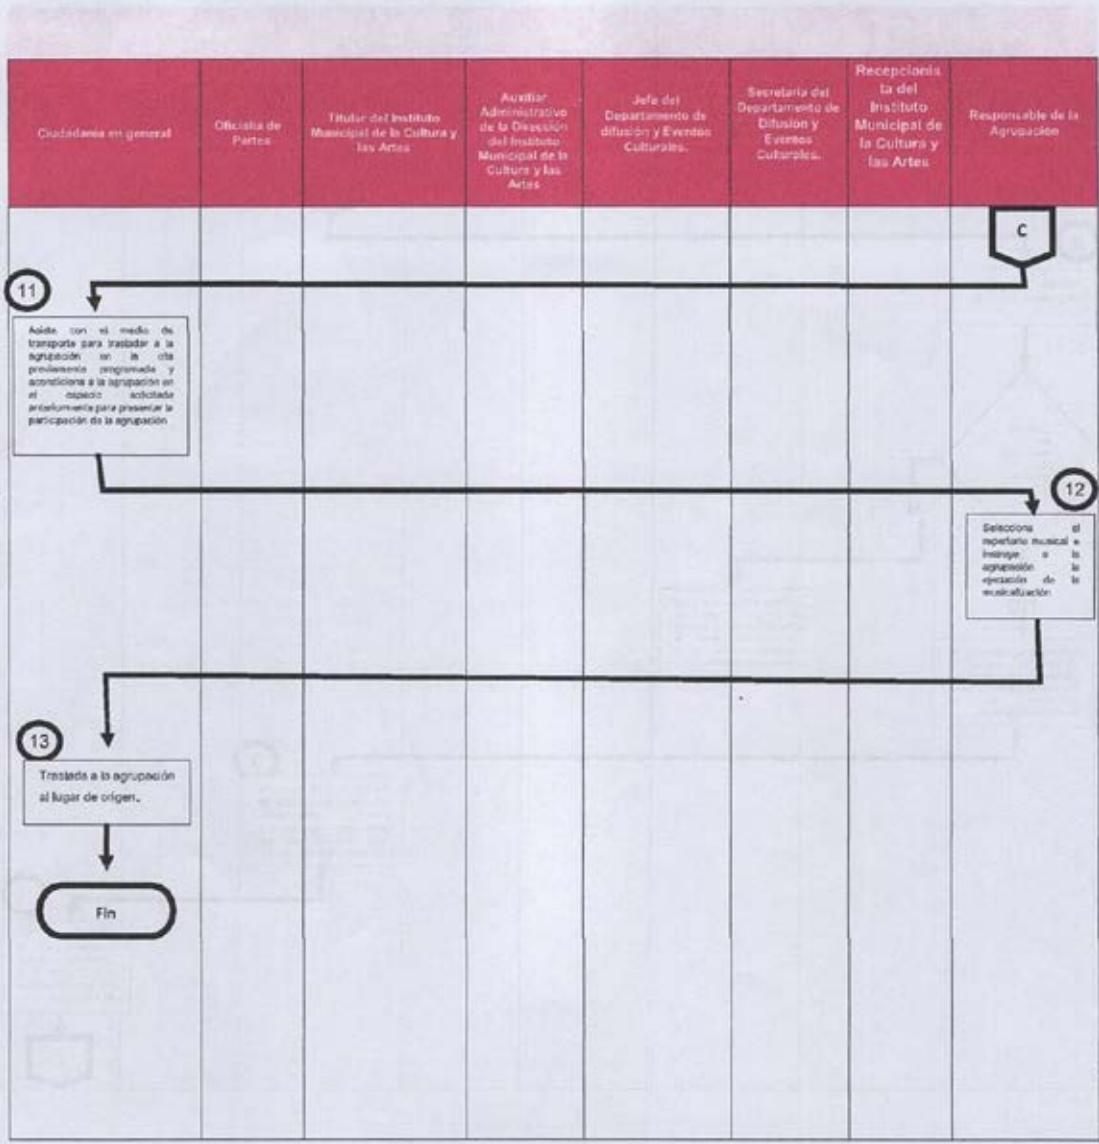 Ciudadanía en general
Oficialía de
Partes
Titular del Instituto
Municipal de la Cultura y
las Artes
Auxiliar
Administrativo
de la Dirección
del Instituto
Municipal de la
Cultura y las
Artes
Jefe del
Departamento de
difusión y Eventos
Culturales.
Secretaria del
Departamento de
Difusión y
Eventos
Culturales.
Recepcionis
ta del
Instituto
Municipal de
la Cultura y
las Artes
Responsable de la
Agrupación
C
11
Asiste con el medio de
transporte para trasladar a la
agrupación en la cita
previamente programada y
acondiciona a la agrupación en
el espacio solicitado
anteriormente para presentar la
participación de la agrupación
12
Selecciona el
repertorio musical e
instruye a la
agrupación la
ejecución de la
musicalización
13
Traslada a la agrupación
al lugar de origen.
Fin